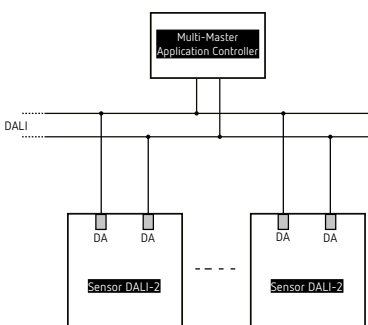 Multi-Master
Application Controller
DALI
DA DA DA DA
Sensor DALI-2 Sensor DALI-2